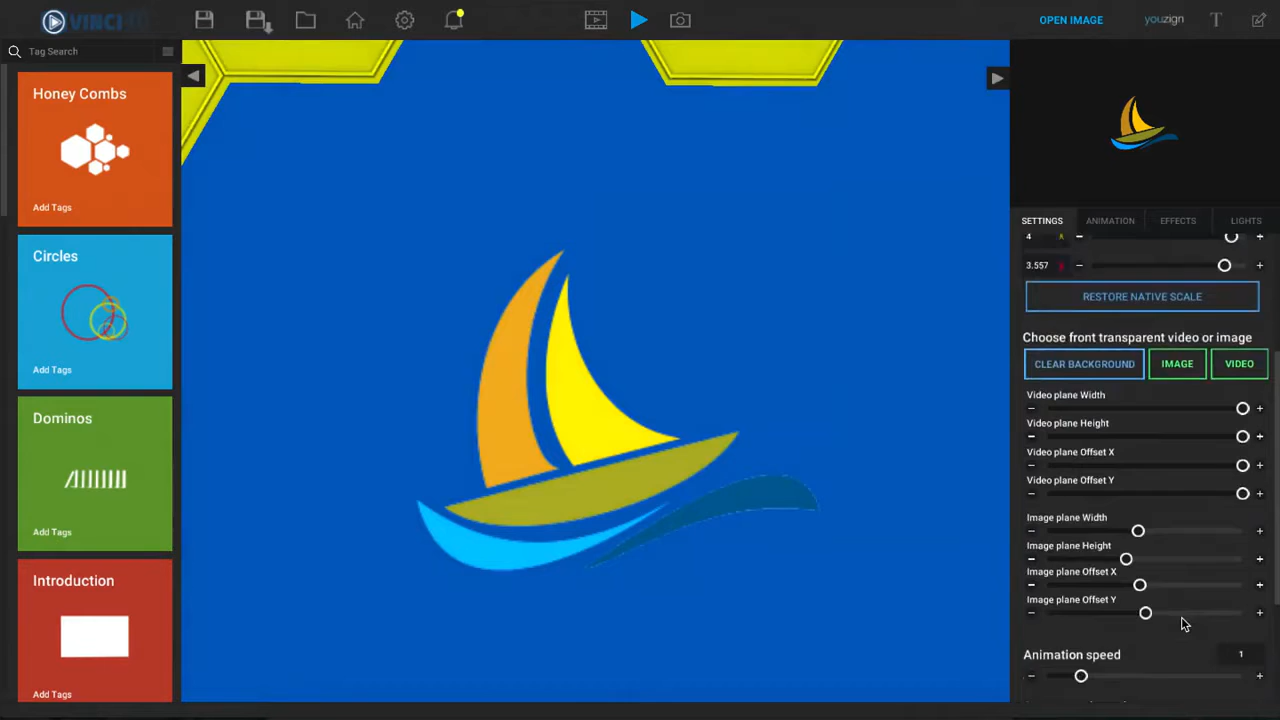 VINCI
OPEN IMAGE
youzign
T
Tag Search
Honey Combs
Add Tags
Circles
Add Tags
Dominos
Add Tags
Introduction
Add Tags
SETTINGS
ANIMATION
EFFECTS
LIGHTS
4
3.557
RESTORE NATIVE SCALE
Choose front transparent video or image
CLEAR BACKGROUND
IMAGE
VIDEO
Video plane Width
Video plane Height
Video plane Offset X
Video plane Offset Y
Image plane Width
Image plane Height
Image plane Offset X
Image plane Offset Y
Animation speed
1